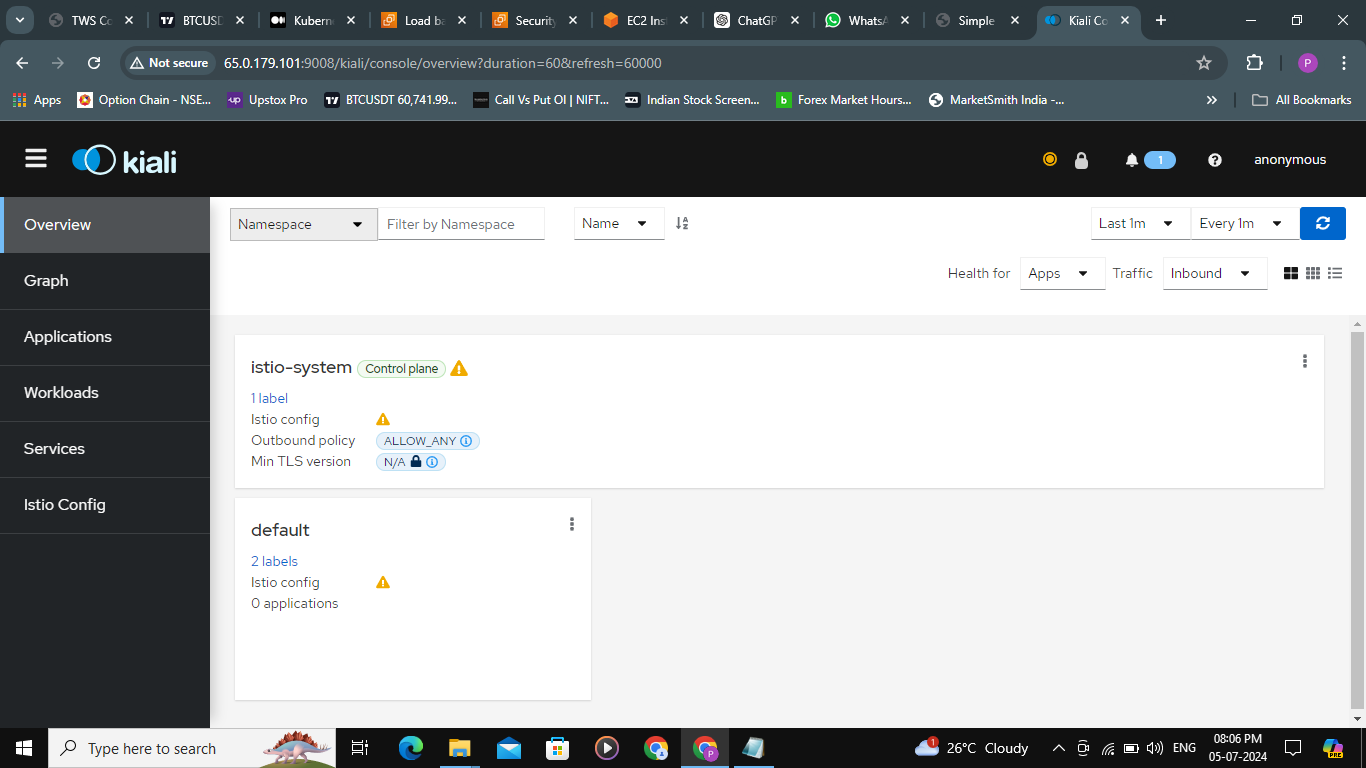 TWS Co
BTCUSD
Kubern
Load ba
Security
EC2 Ins
ChatGP
WhatsA
Simple
Kiali Co
Not secure
65.0.179.101:9008/kiali/console/overview?duration=60&refresh=60000
P
Apps
Option Chain - NSE...
up
Upstox Pro
BTCUSDT 60,741.99...
Call Vs Put OI | NIFT...
Indian Stock Screen...
b
Forex Market Hours...
MarketSmith India -...
All Bookmarks
kiali
1
anonymous
Overview
Graph
Applications
Workloads
Services
Istio Config
Namespace
Filter by Namespace
Name
Last 1m
Every 1m
Health for
Apps
Traffic
Inbound
istio-system
Control plane
1 label
Istio config
Outbound policy
ALLOW_ANY
Min TLS version
N/A
default
2 labels
Istio config
0 applications
Type here to search
P
1
26°C Cloudy
ENG
08:06 PM
05-07-2024
PRE